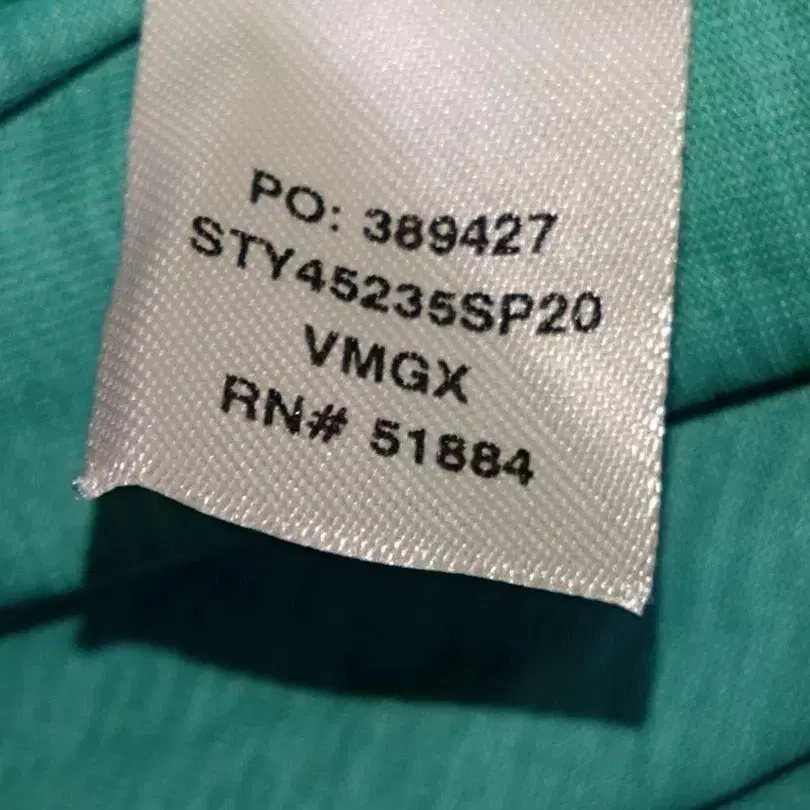 PO: 389427
STY45235SP20
VMGX
RN# 51884